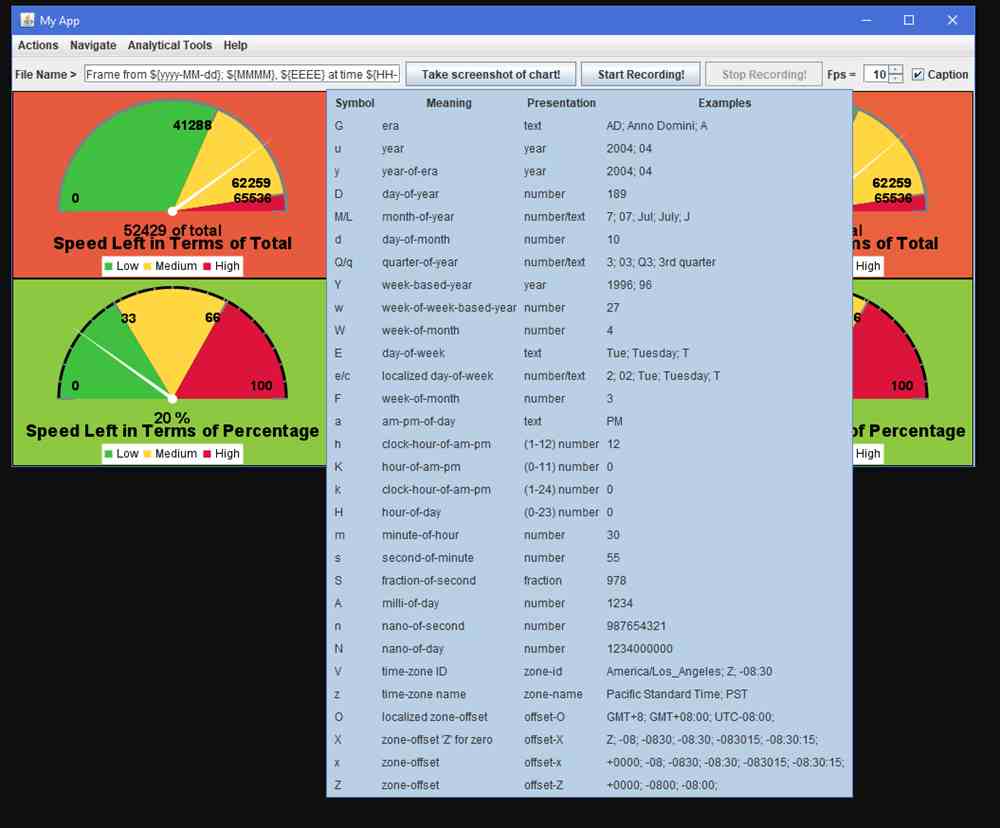 My App
Actions Navigate Analytical Tools Help
File Name > Frame from ${yyyy-MM-dd}, ${MMMM}, ${EEEE} at time ${HH- Take screenshot of chart! Start Recording! Stop Recording! Fps = 10 Caption
41288
62259
0 65536
52429 of total
Speed Left in Terms of Total
Low Medium High
33 66
0 100
20 %
Speed Left in Terms of Percentage
Low Medium High
Symbol Meaning Presentation Examples
G era text AD; Anno Domini; A
u year year 2004; 04
y year-of-era year 2004; 04
D day-of-year number 189
M/L month-of-year number/text 7; 07; Jul; July; J
d day-of-month number 10
Q/q quarter-of-year number/text 3; 03; Q3; 3rd quarter
Y week-based-year year 1996; 96
w week-of-week-based-year number 27
W week-of-month number 4
E day-of-week text Tue; Tuesday; T
e/c localized day-of-week number/text 2; 02; Tue; Tuesday; T
F week-of-month number 3
a am-pm-of-day text PM
h clock-hour-of-am-pm (1-12) number 12
K hour-of-am-pm (0-11) number 0
k clock-hour-of-am-pm (1-24) number 0
H hour-of-day (0-23) number 0
m minute-of-hour number 30
s second-of-minute number 55
S fraction-of-second fraction 978
A milli-of-day number 1234
n nano-of-second number 987654321
N nano-of-day number 1234000000
V time-zone ID zone-id America/Los_Angeles; Z; -08:30
z time-zone name zone-name Pacific Standard Time; PST
O localized zone-offset offset-O GMT+8; GMT+08:00; UTC-08:00;
X zone-offset 'Z' for zero offset-X Z; -08; -0830; -08:30; -083015; -08:30:15;
x zone-offset offset-x +0000; -08; -0830; -08:30; -083015; -08:30:15;
Z zone-offset offset-Z +0000; -0800; -08:00;
62259
65536
al
ns of Total
High
6
100
of Percentage
High